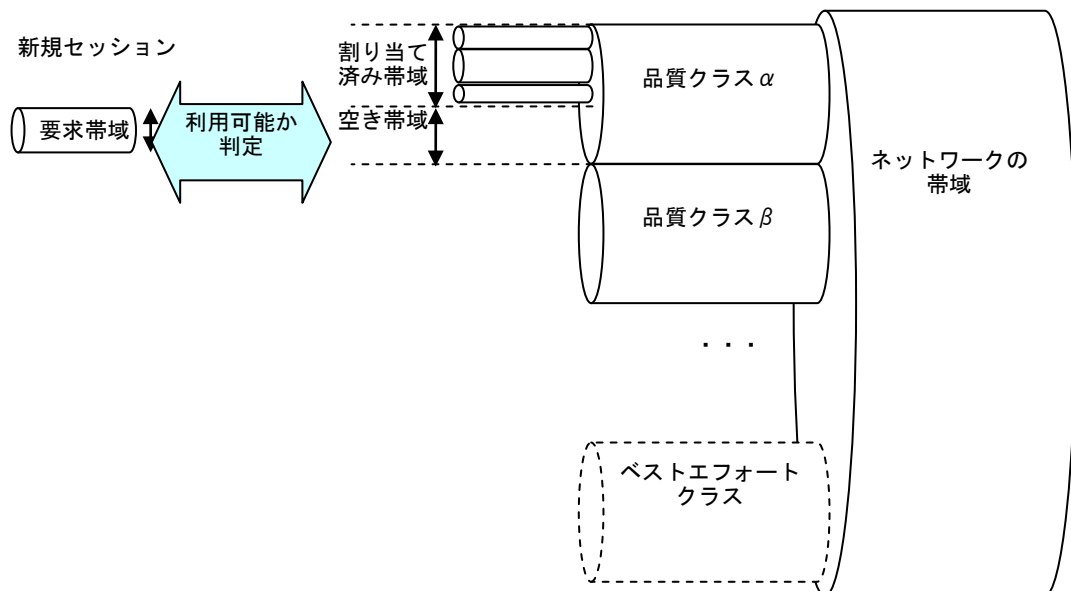 新規セッション
要求帯域
利用可能か
判定
割り当て
済み帯域
空き帯域
品質クラスα
品質クラスβ
・・・
ベストエフォート
クラス
ネットワークの
帯域